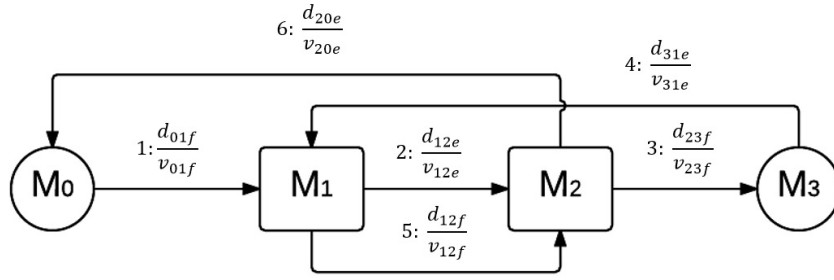 6: d₂₀ₑ/v₂₀ₑ
4: d₃₁ₑ/v₃₁ₑ
1: d₀₁f/v₀₁f
2: d₁₂ₑ/v₁₂ₑ
3: d₂₃f/v₂₃f
M₀
M₁
M₂
M₃
5: d₁₂f/v₁₂f